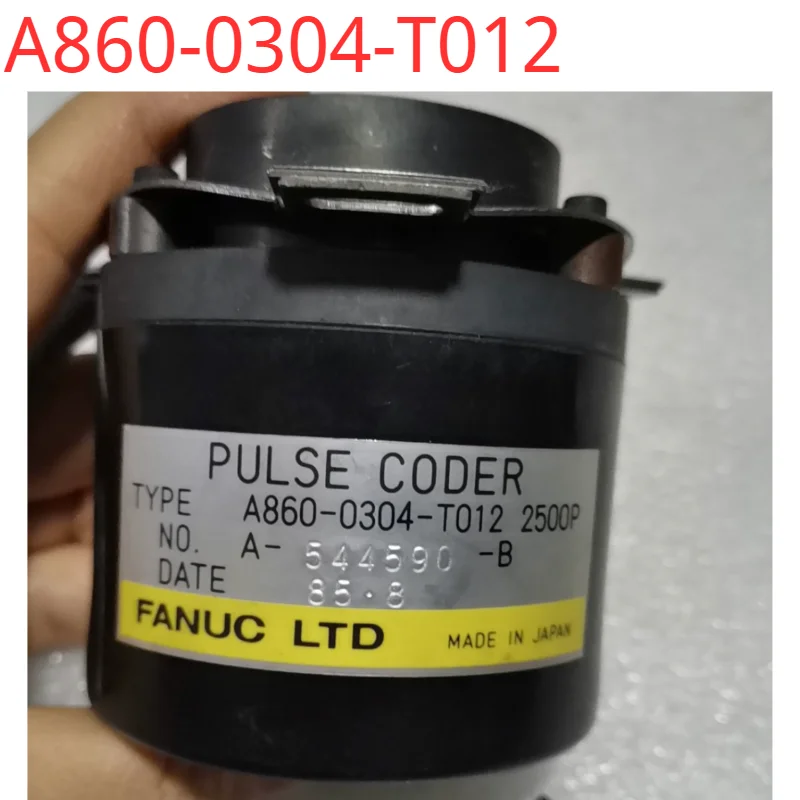 A860-0304-T012
PULSE CODER
TYPE A860-0304-T012 2500P
NO. A- 544590 -B
DATE 85.8
FANUC LTD MADE IN JAPAN